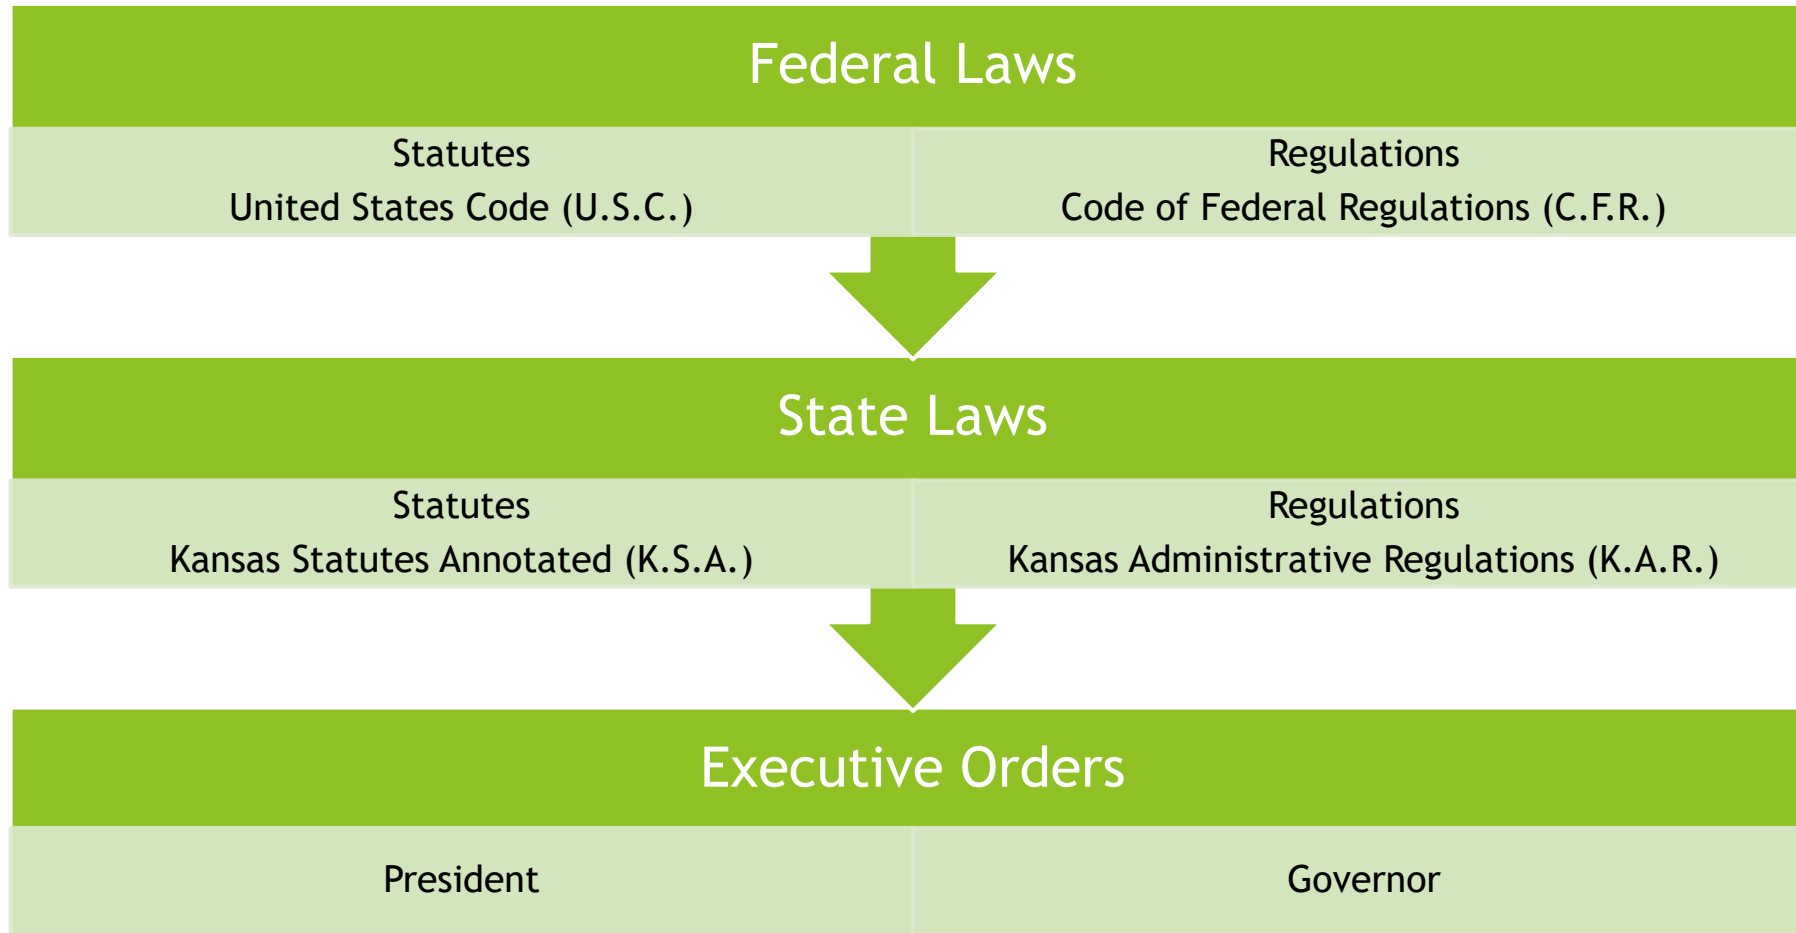 Federal Laws
Statutes
United States Code (U.S.C.)
Regulations
Code of Federal Regulations (C.F.R.)
State Laws
Statutes
Kansas Statutes Annotated (K.S.A.)
Regulations
Kansas Administrative Regulations (K.A.R.)
Executive Orders
President
Governor